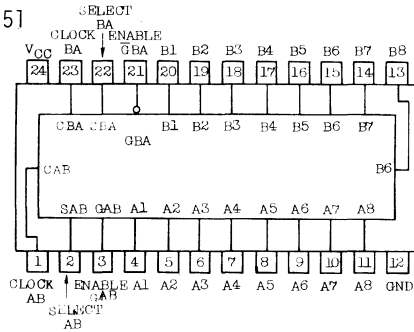 51
SELECT
BA
CLOCK ENABLE
VCC BA GBA B1 B2 B3 B4 B5 B6 B7 B8
24 23 22 21 20 19 18 17 16 15 14 13
CBA SBA B1 B2 B3 B4 B5 B6 B7
GBA
CAB B6
SAB GAB A1 A2 A3 A4 A5 A6 A7 A8
1 2 3 4 5 6 7 8 9 10 11 12
CLOCK ENABLE A1 A2 A3 A4 A5 A6 A7 A8 GND
AB GAB
SELECT
AB